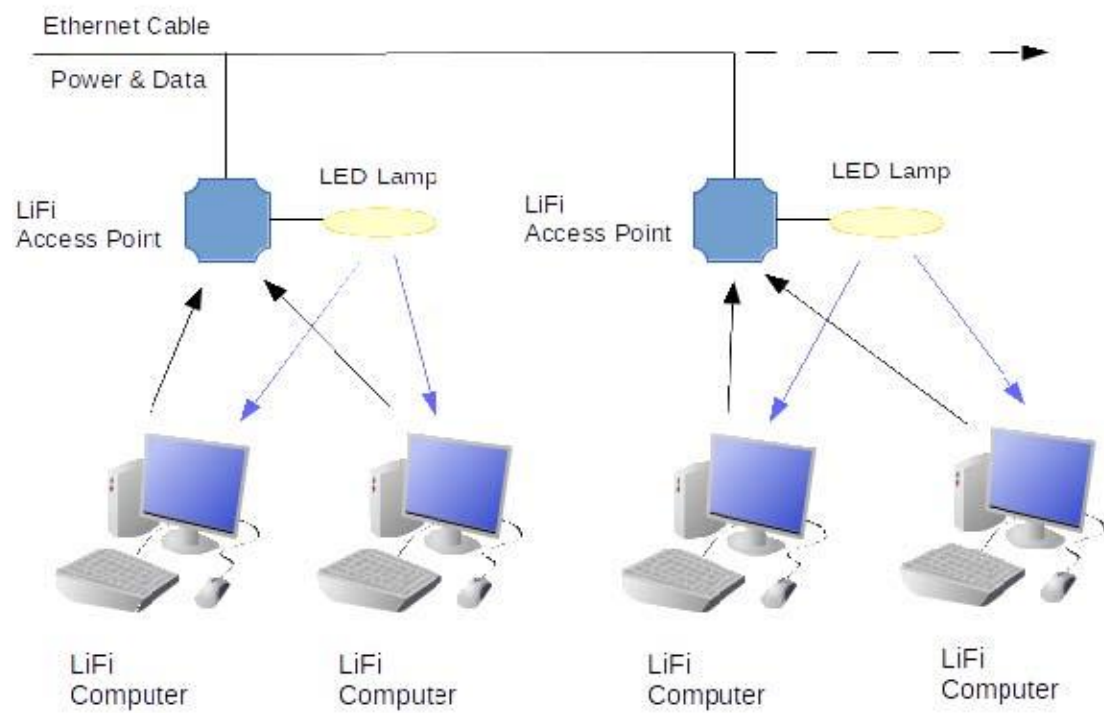 Ethernet Cable
Power & Data
LED Lamp
LiFi
Access Point
LED Lamp
LiFi
Access Point
LiFi
Computer
LiFi
Computer
LiFi
Computer
LiFi
Computer